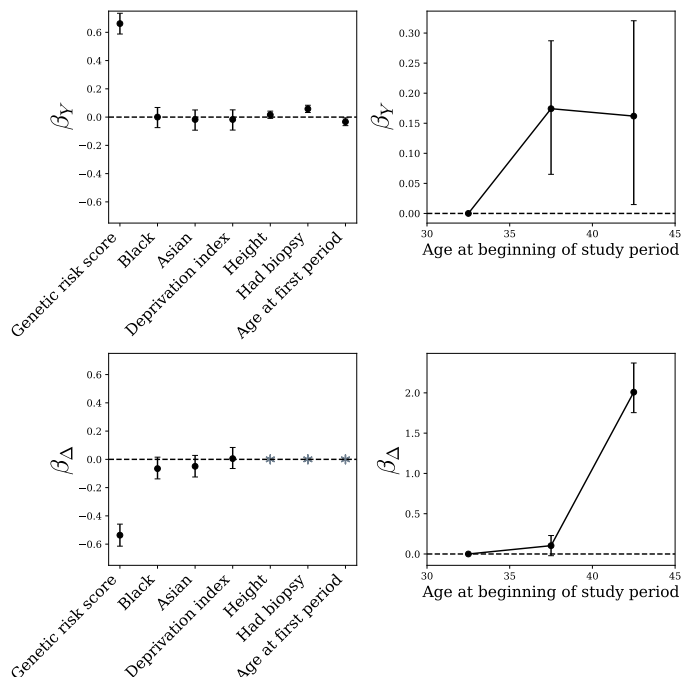 0.6
0.4
0.2
0.0
−0.2
−0.4
−0.6
βY
Genetic risk score
Black
Asian
Deprivation index
Height
Had biopsy
Age at first period
0.30
0.25
0.20
0.15
0.10
0.05
0.00
βY
30 35 40 45
Age at beginning of study period
0.6
0.4
0.2
0.0
−0.2
−0.4
−0.6
βΔ
Genetic risk score
Black
Asian
Deprivation index
Height
Had biopsy
Age at first period
2.0
1.5
1.0
0.5
0.0
βΔ
30 35 40 45
Age at beginning of study period